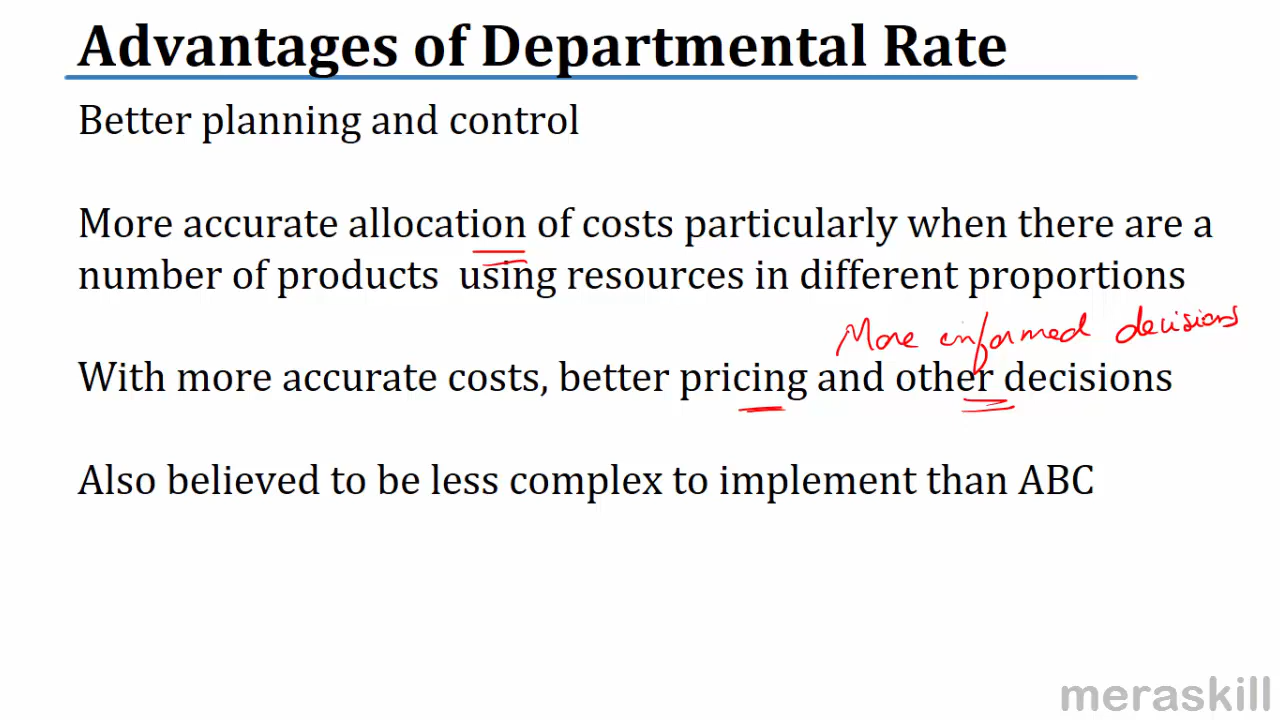 Advantages of Departmental Rate
Better planning and control
More accurate allocation of costs particularly when there are a
number of products using resources in different proportions
More informed decisions
With more accurate costs, better pricing and other decisions
Also believed to be less complex to implement than ABC
meraskill